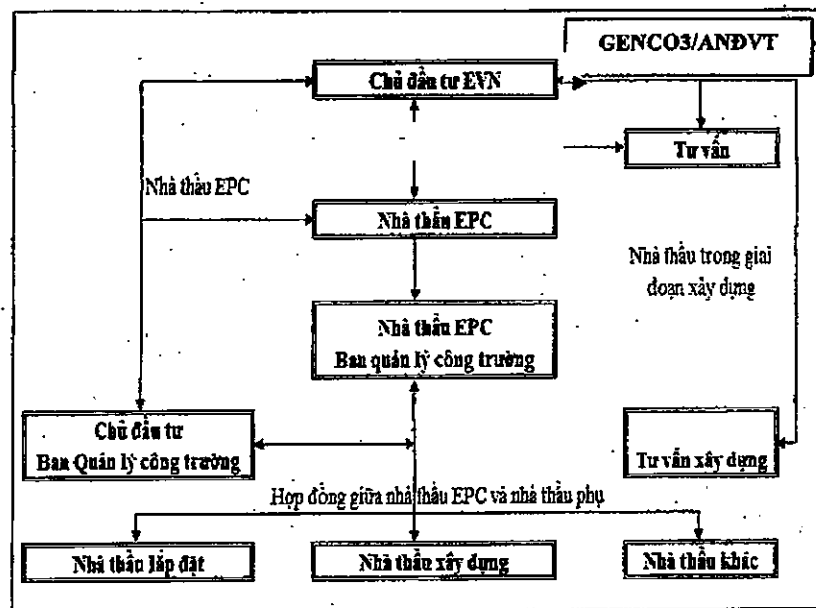 GENCO3/ANĐVT
Chủ đầu tư EVN
Tư vấn
Nhà thầu EPC
Nhà thầu EPC
Nhà thầu trong giai
đoạn xây dựng
Nhà thầu EPC
Ban quản lý công trường
Chủ đầu tư
Ban Quản lý công trường
Tư vấn xây dựng
Hợp đồng giữa nhà thầu EPC và nhà thầu phụ
Nhà thầu lắp đặt
Nhà thầu xây dựng
Nhà thầu khác